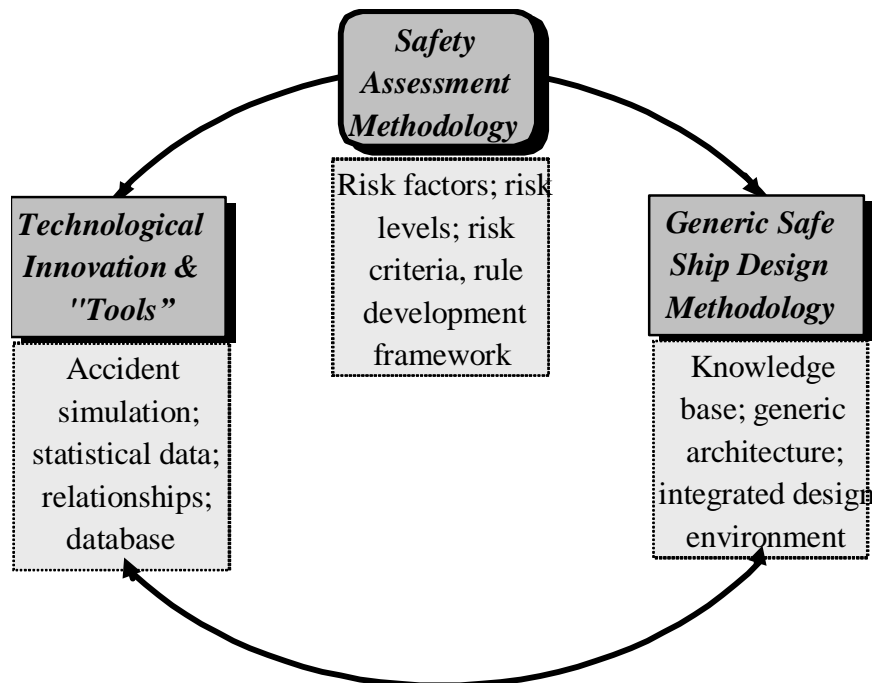 Safety
Assessment
Methodology
Risk factors; risk
levels; risk
criteria, rule
development
framework
Technological
Innovation &
"Tools”
Accident
simulation;
statistical data;
relationships;
database
Generic Safe
Ship Design
Methodology
Knowledge
base; generic
architecture;
integrated design
environment